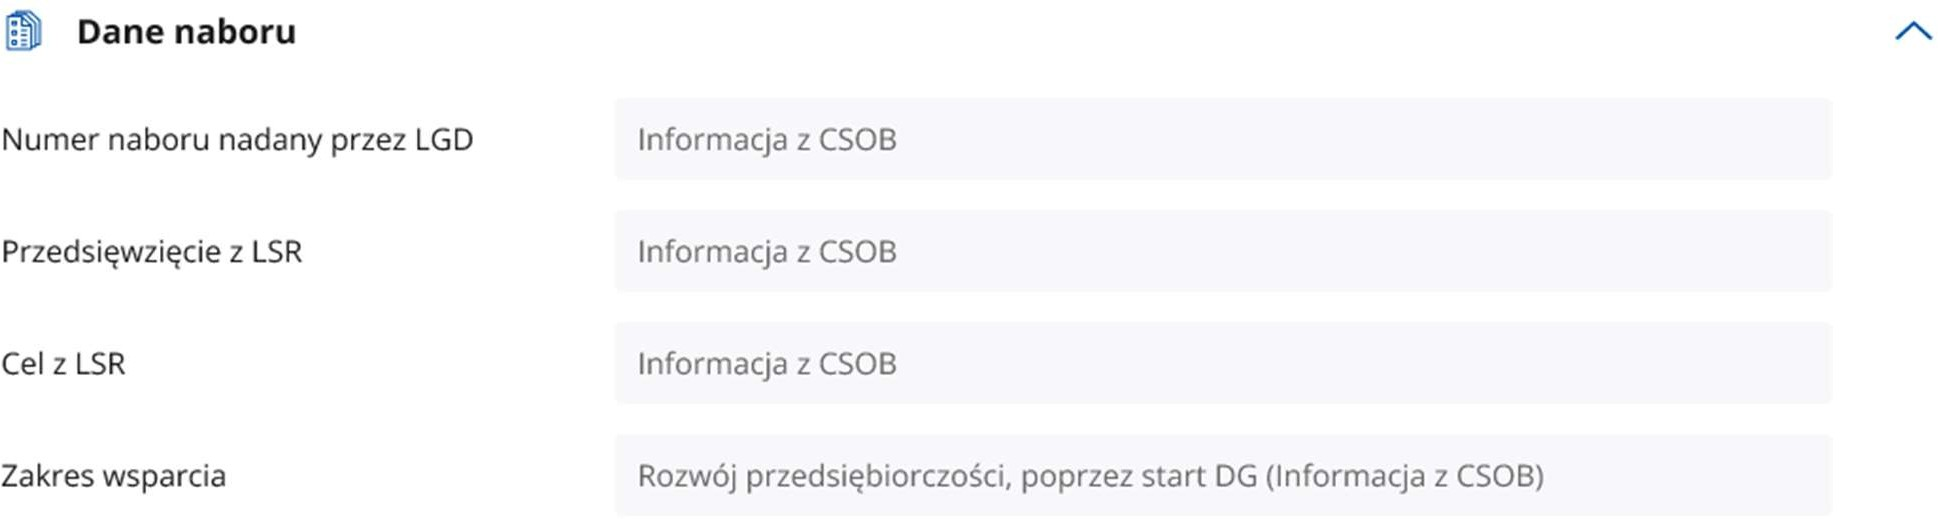 Dane naboru
Numer naboru nadany przez LGD Informacja z CSOB
Przedsięwzięcie z LSR Informacja z CSOB
Cel z LSR Informacja z CSOB
Zakres wsparcia Rozwój przedsiębiorczości, poprzez start DG (Informacja z CSOB)